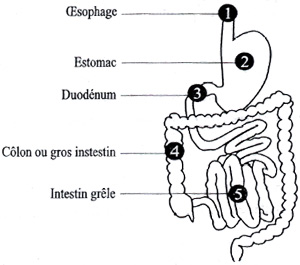 Œsophage
1
Estomac
2
Duodénum
3
Côlon ou gros instestin
4
Intestin grêle
5